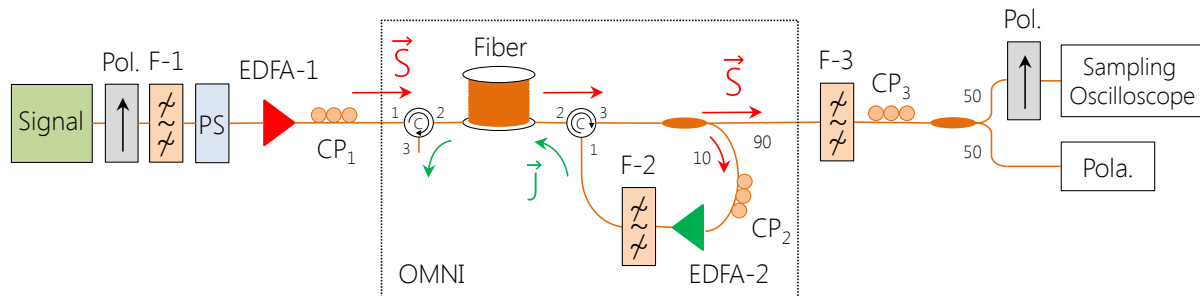 Signal
Pol.
F-1
PS
EDFA-1
CP1
S
1
2
3
C
Fiber
J
2
3
1
C
S
10
90
F-2
CP2
EDFA-2
OMNI
F-3
CP3
50
50
Pol.
Sampling
Oscilloscope
Pola.